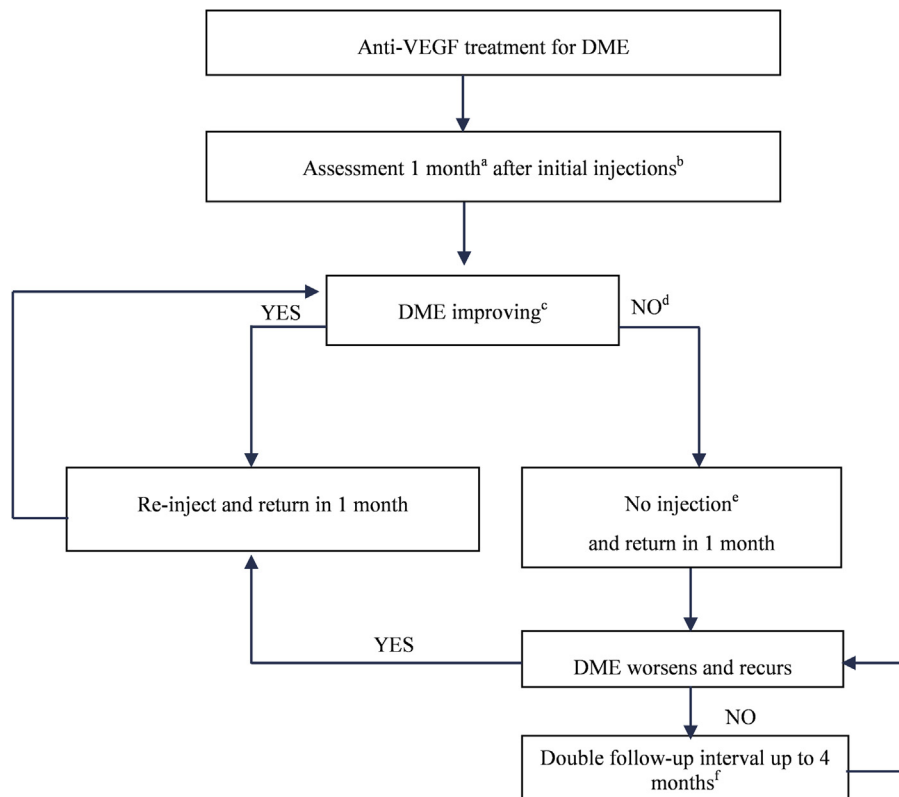 Anti-VEGF treatment for DME
Assessment 1 monthᵃ after initial injectionsᵇ
DME improvingᶜ
YES
NOᵈ
Re-inject and return in 1 month
No injectionᵉ
and return in 1 month
YES
DME worsens and recurs
NO
Double follow-up interval up to 4
monthsᶠ